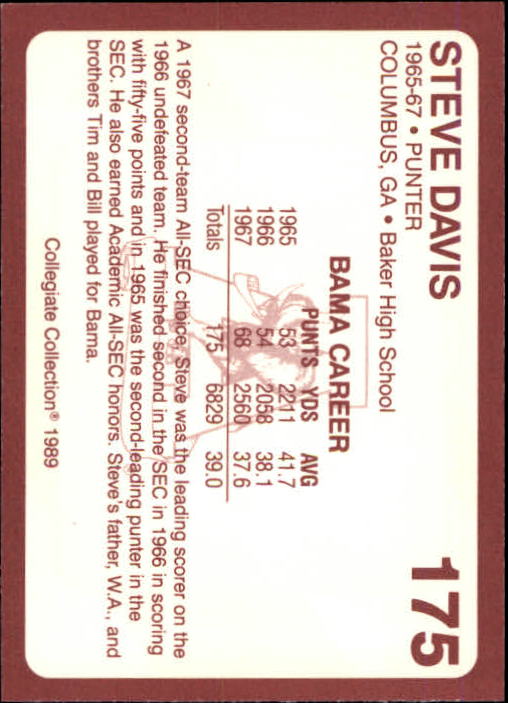 STEVE DAVIS 175
1965-67 • PUNTER
COLUMBUS, GA • Baker High School
BAMA CAREER
PUNTS YDS AVG
1965 53 2211 41.7
1966 54 2058 38.1
1967 68 2560 37.6
Totals 175 6829 39.0
A 1967 second-team All-SEC choice, Steve was the leading scorer on the
1966 undefeated team. He finished second in the SEC in 1966 in scoring
with fifty-five points and in 1965 was the second-leading punter in the
SEC. He also earned Academic All-SEC honors. Steve's father, W.A., and
brothers Tim and Bill played for Bama.
Collegiate Collection® 1989